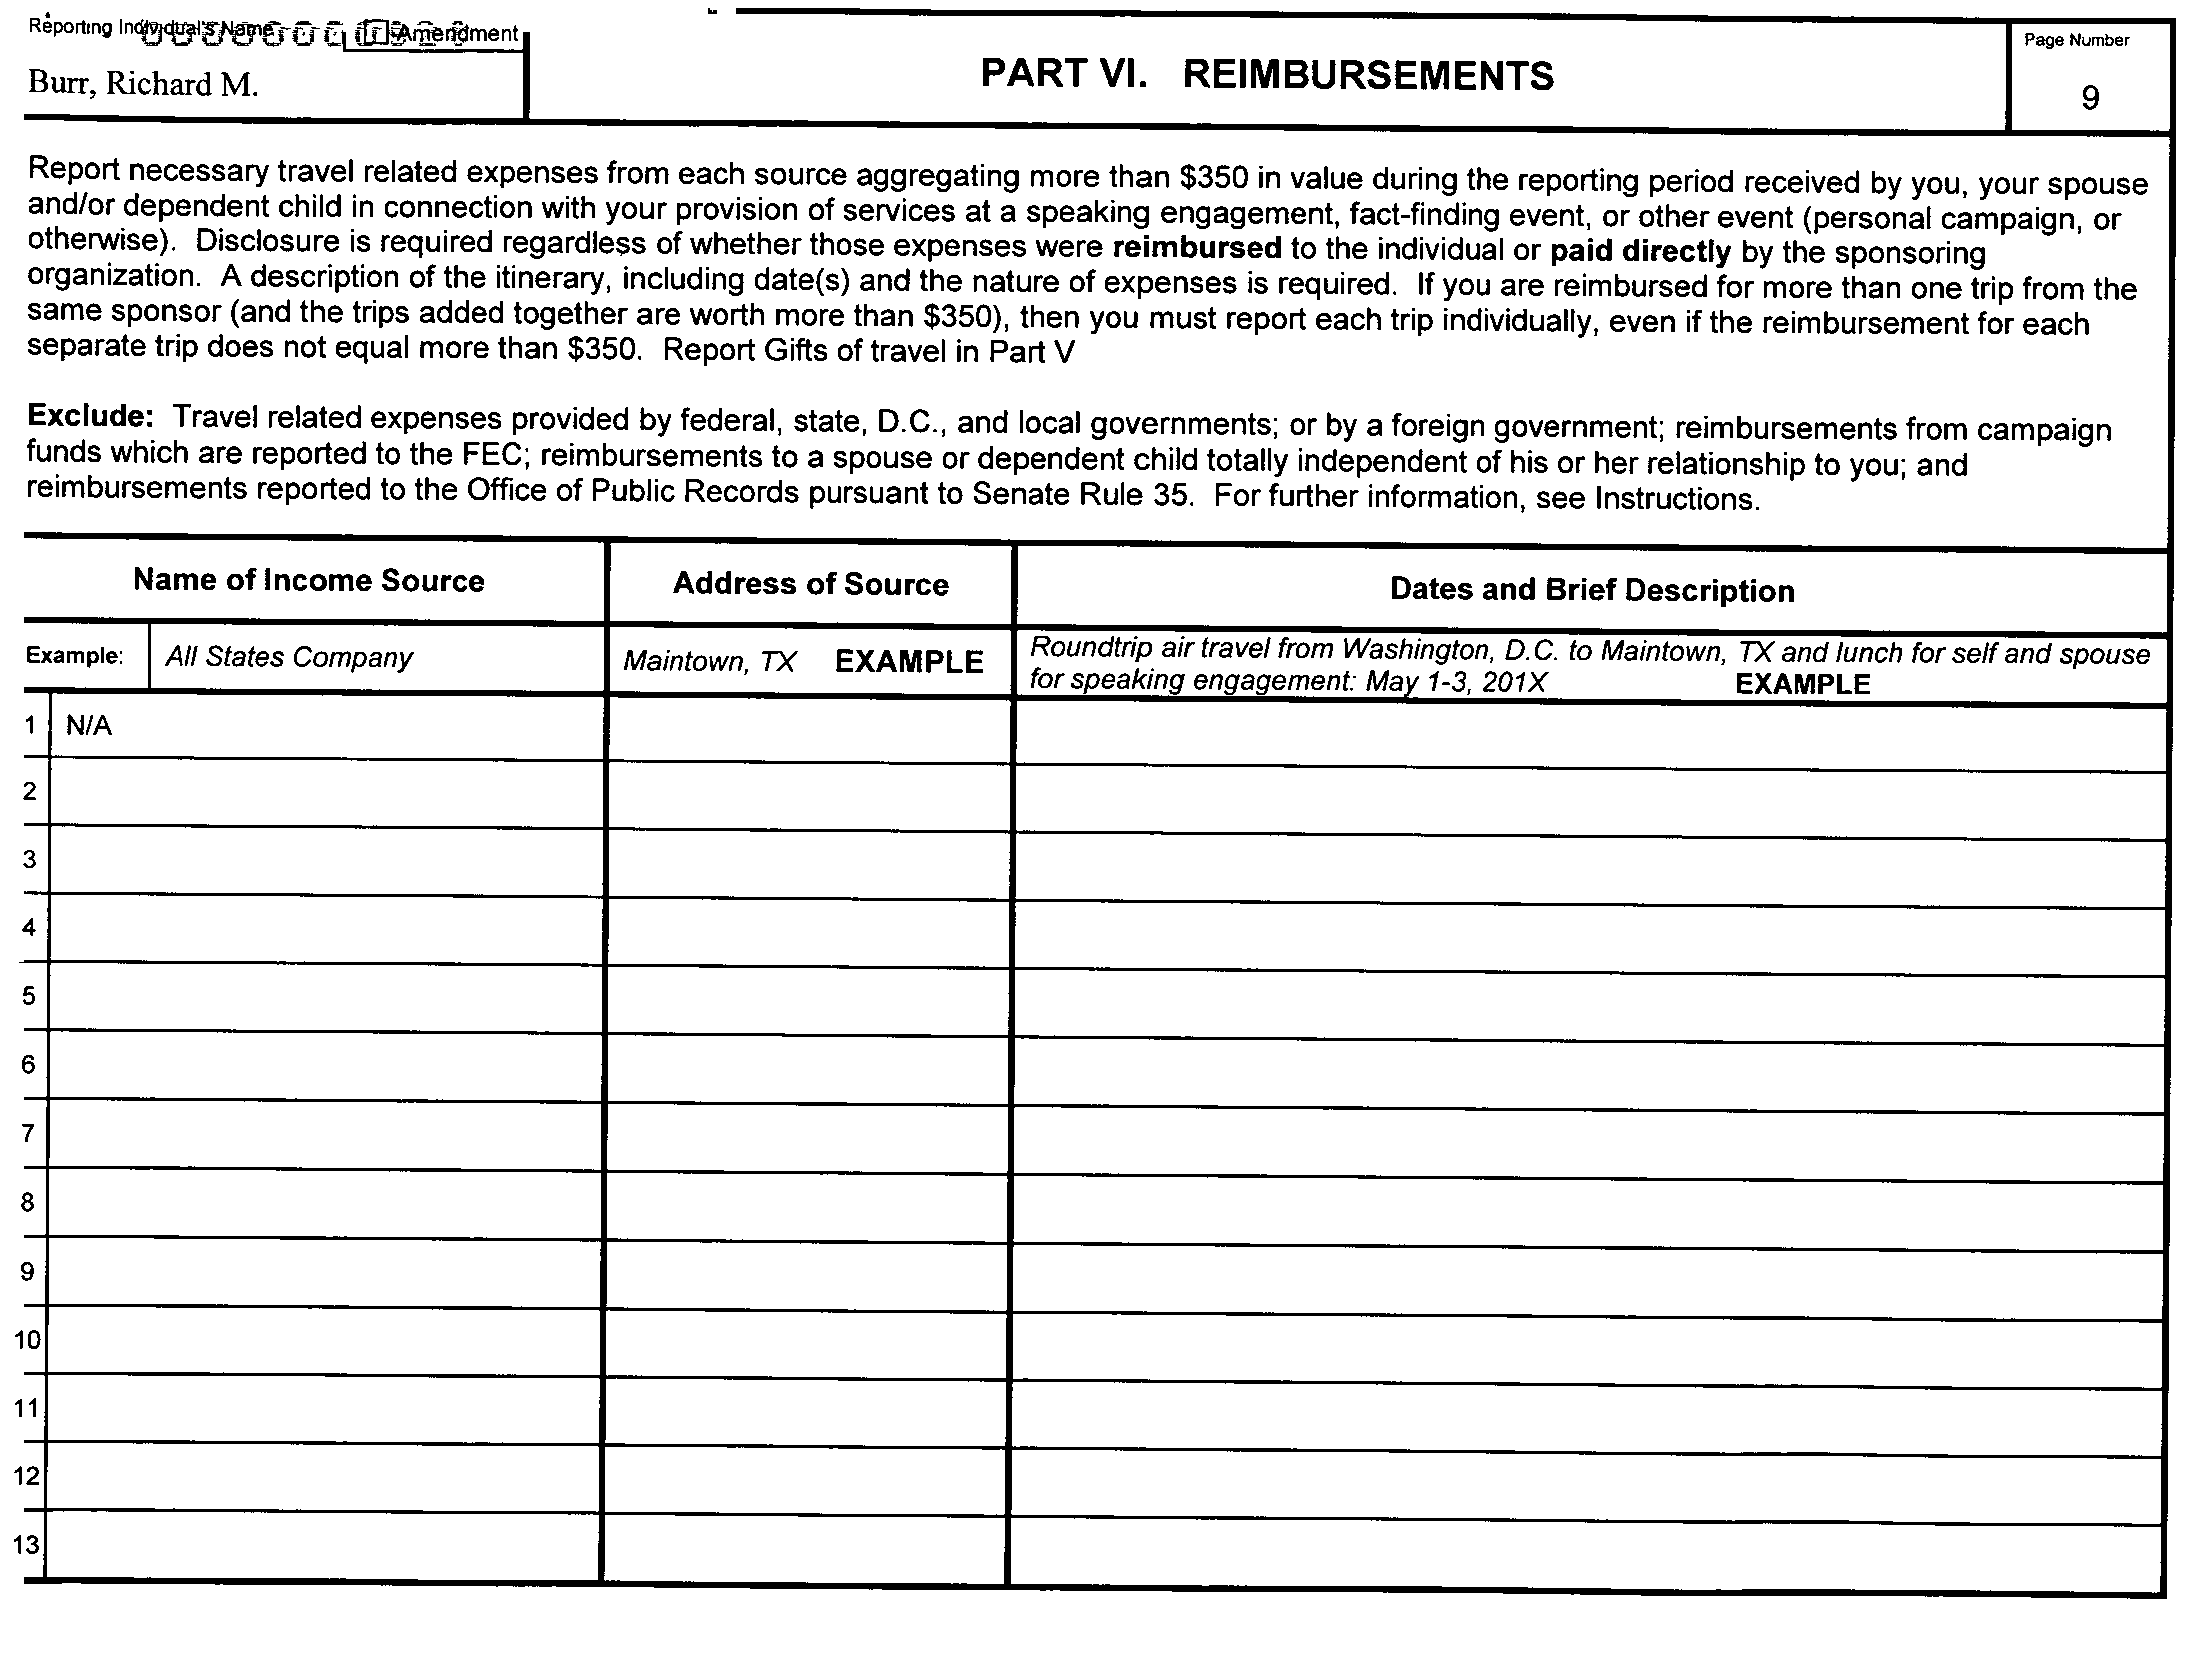 Reporting Individual's Name Amendment
Burr, Richard M.
PART VI. REIMBURSEMENTS
Page Number
9
Report necessary travel related expenses from each source aggregating more than $350 in value during the reporting period received by you, your spouse
and/or dependent child in connection with your provision of services at a speaking engagement, fact-finding event, or other event (personal campaign, or
otherwise). Disclosure is required regardless of whether those expenses were reimbursed to the individual or paid directly by the sponsoring
organization. A description of the itinerary, including date(s) and the nature of expenses is required. If you are reimbursed for more than one trip from the
same sponsor (and the trips added together are worth more than $350), then you must report each trip individually, even if the reimbursement for each
separate trip does not equal more than $350. Report Gifts of travel in Part V
Exclude: Travel related expenses provided by federal, state, D.C., and local governments; or by a foreign government; reimbursements from campaign
funds which are reported to the FEC; reimbursements to a spouse or dependent child totally independent of his or her relationship to you; and
reimbursements reported to the Office of Public Records pursuant to Senate Rule 35. For further information, see Instructions.
Name of Income Source Address of Source Dates and Brief Description
Example: All States Company Maintown, TX EXAMPLE Roundtrip air travel from Washington, D.C. to Maintown, TX and lunch for self and spouse
for speaking engagement: May 1-3, 201X EXAMPLE
1 N/A
2
3
4
5
6
7
8
9
10
11
12
13